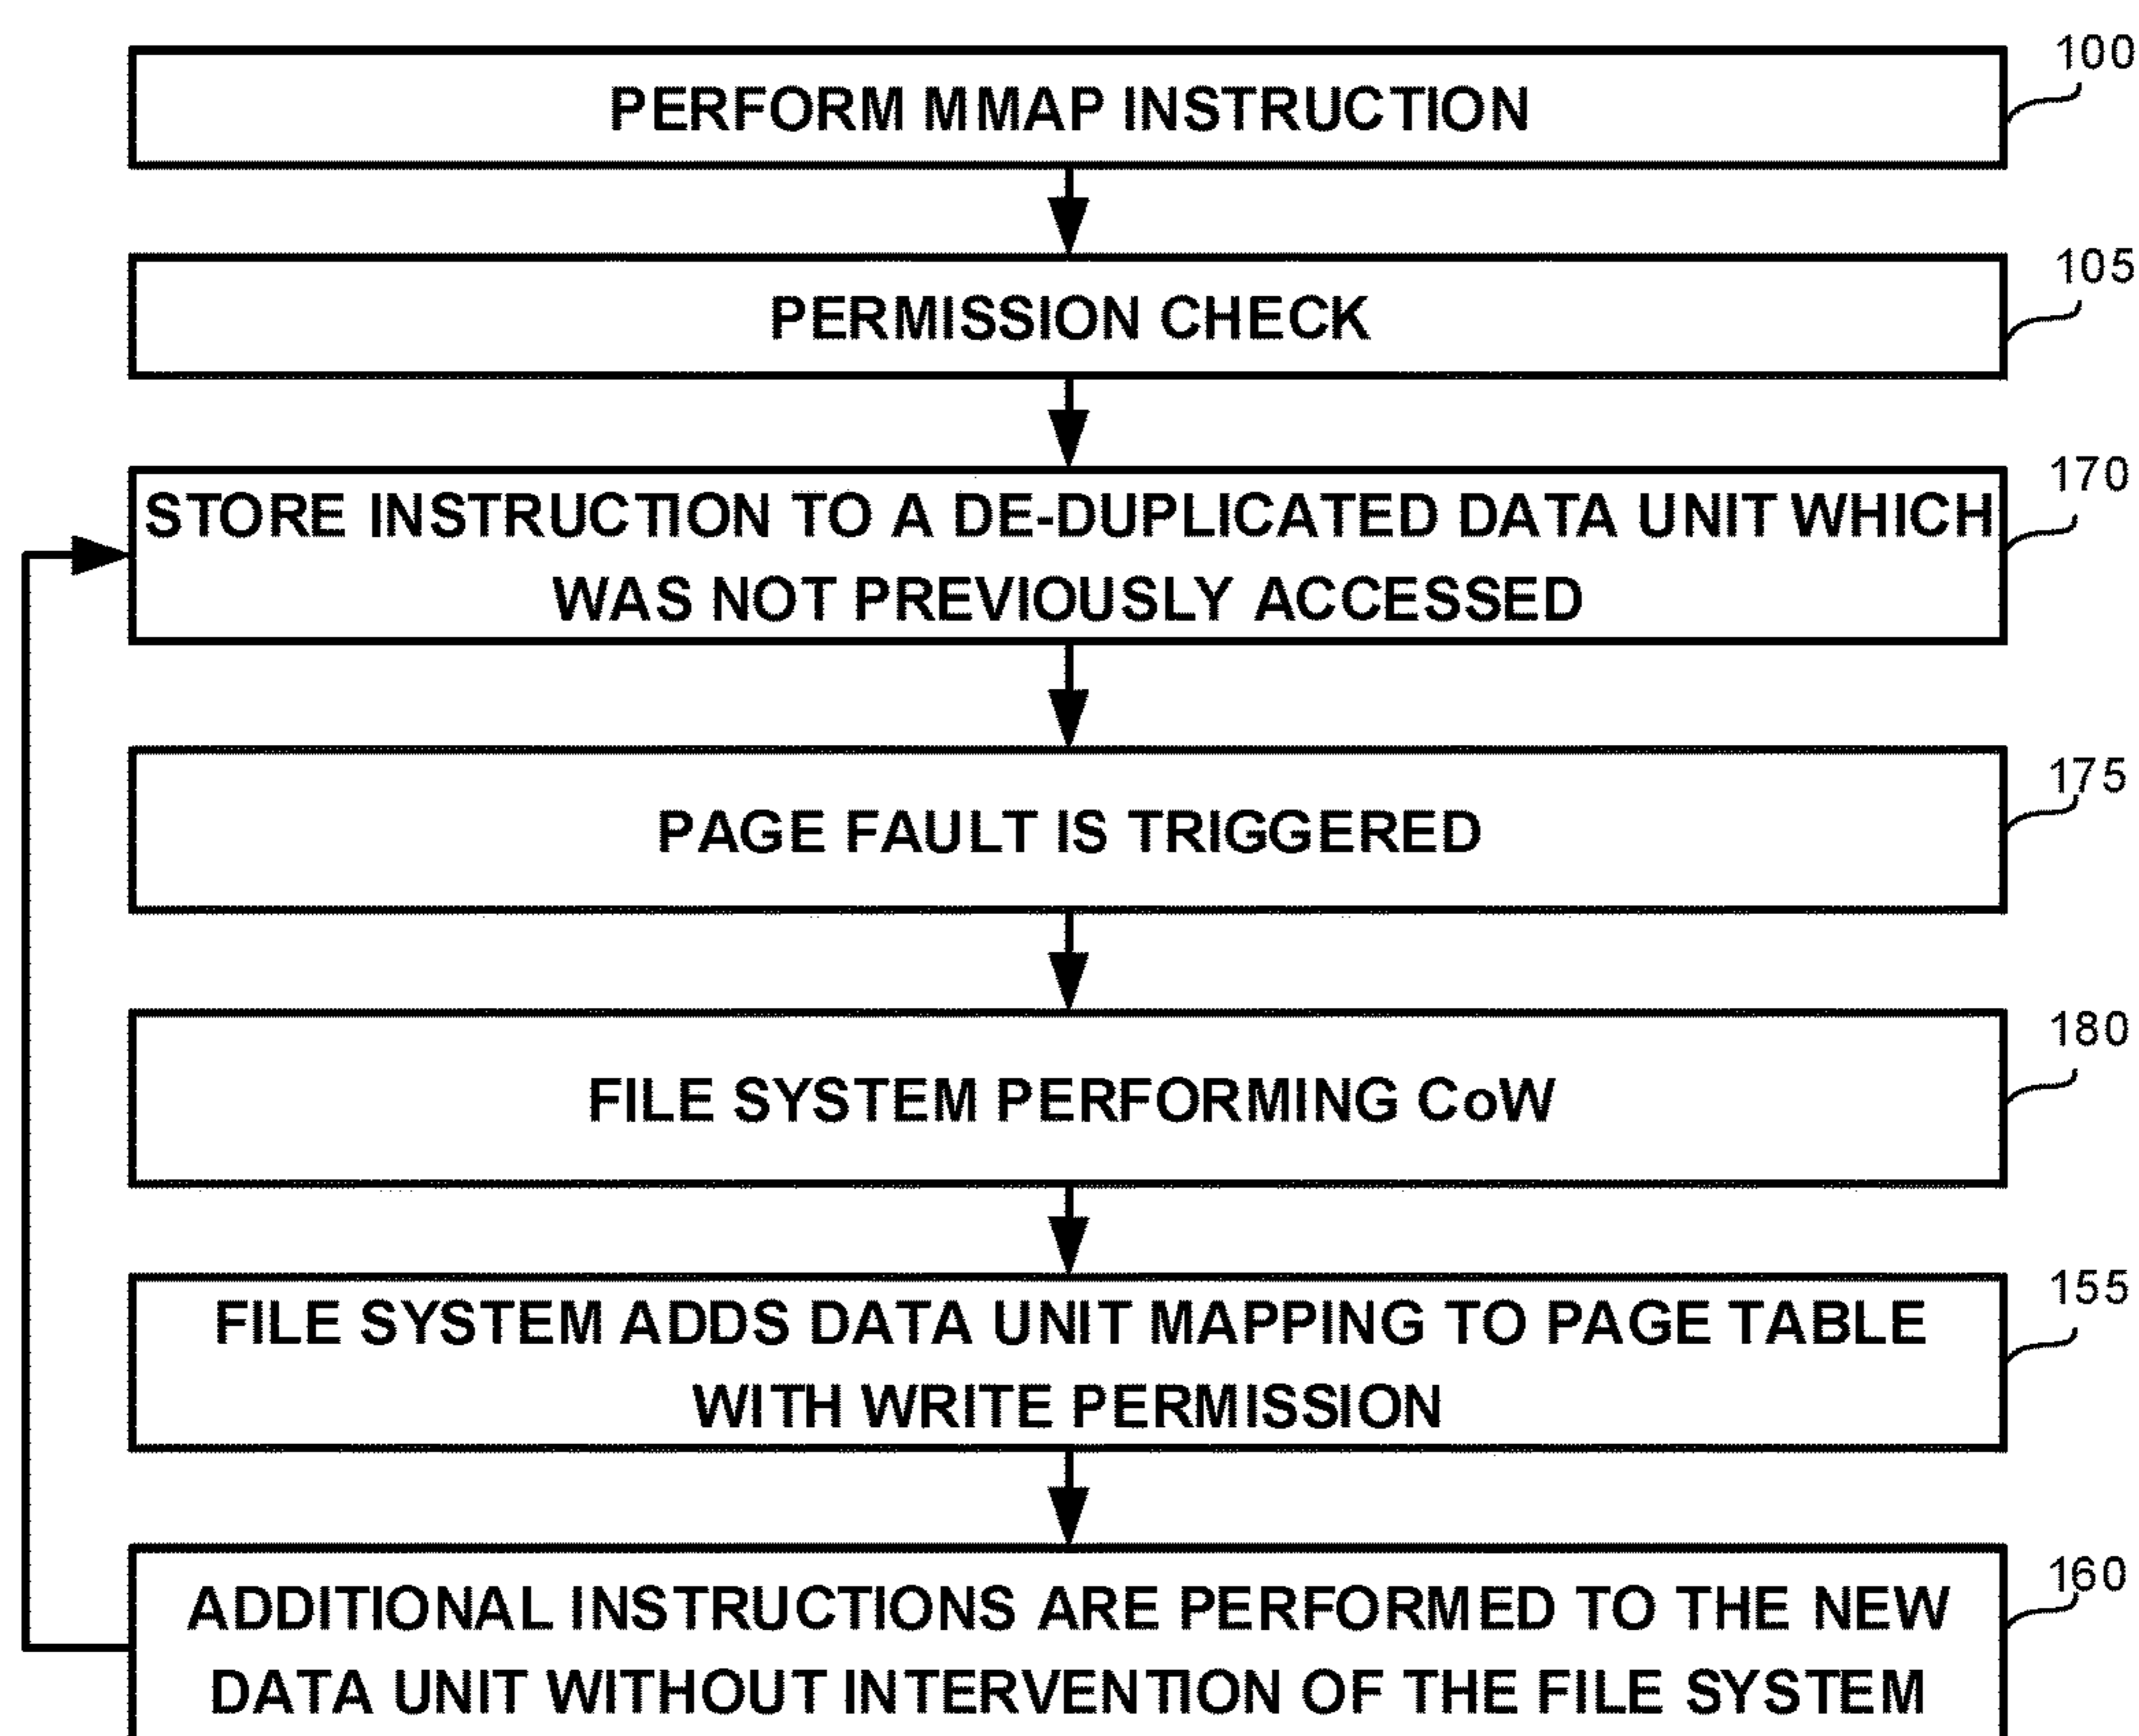 100
PERFORM MMAP INSTRUCTION
105
PERMISSION CHECK
170
STORE INSTRUCTION TO A DE-DUPLICATED DATA UNIT WHICH
WAS NOT PREVIOUSLY ACCESSED
175
PAGE FAULT IS TRIGGERED
180
FILE SYSTEM PERFORMING CoW
155
FILE SYSTEM ADDS DATA UNIT MAPPING TO PAGE TABLE
WITH WRITE PERMISSION
160
ADDITIONAL INSTRUCTIONS ARE PERFORMED TO THE NEW
DATA UNIT WITHOUT INTERVENTION OF THE FILE SYSTEM